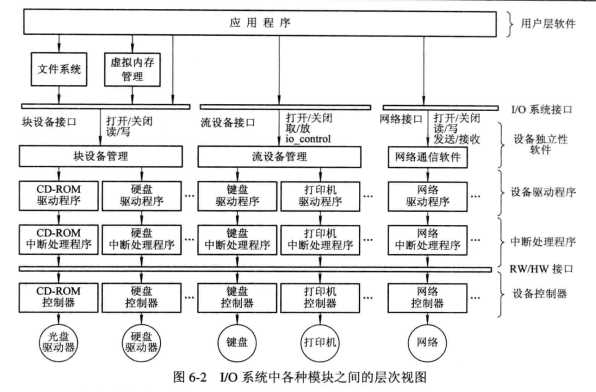 应用程序
用户层软件
文件系统
虚拟内存
管理
I/O 系统接口
块设备接口
打开/关闭
读/写
流设备接口
打开/关闭
取/放
io_control
网络接口
打开/关闭
读/写
发送/接收
设备独立性
软件
块设备管理
流设备管理
网络通信软件
CD-ROM
驱动程序
硬盘
驱动程序
...
键盘
驱动程序
打印机
驱动程序
...
网络
驱动程序
...
设备驱动程序
CD-ROM
中断处理程序
硬盘
中断处理程序
...
键盘
中断处理程序
打印机
中断处理程序
...
网络
中断处理程序
...
中断处理程序
RW/HW 接口
CD-ROM
控制器
硬盘
控制器
...
键盘
控制器
打印机
控制器
...
网络
控制器
...
设备控制器
光盘
驱动器
硬盘
驱动器
键盘
打印机
网络
图 6-2 I/O 系统中各种模块之间的层次视图